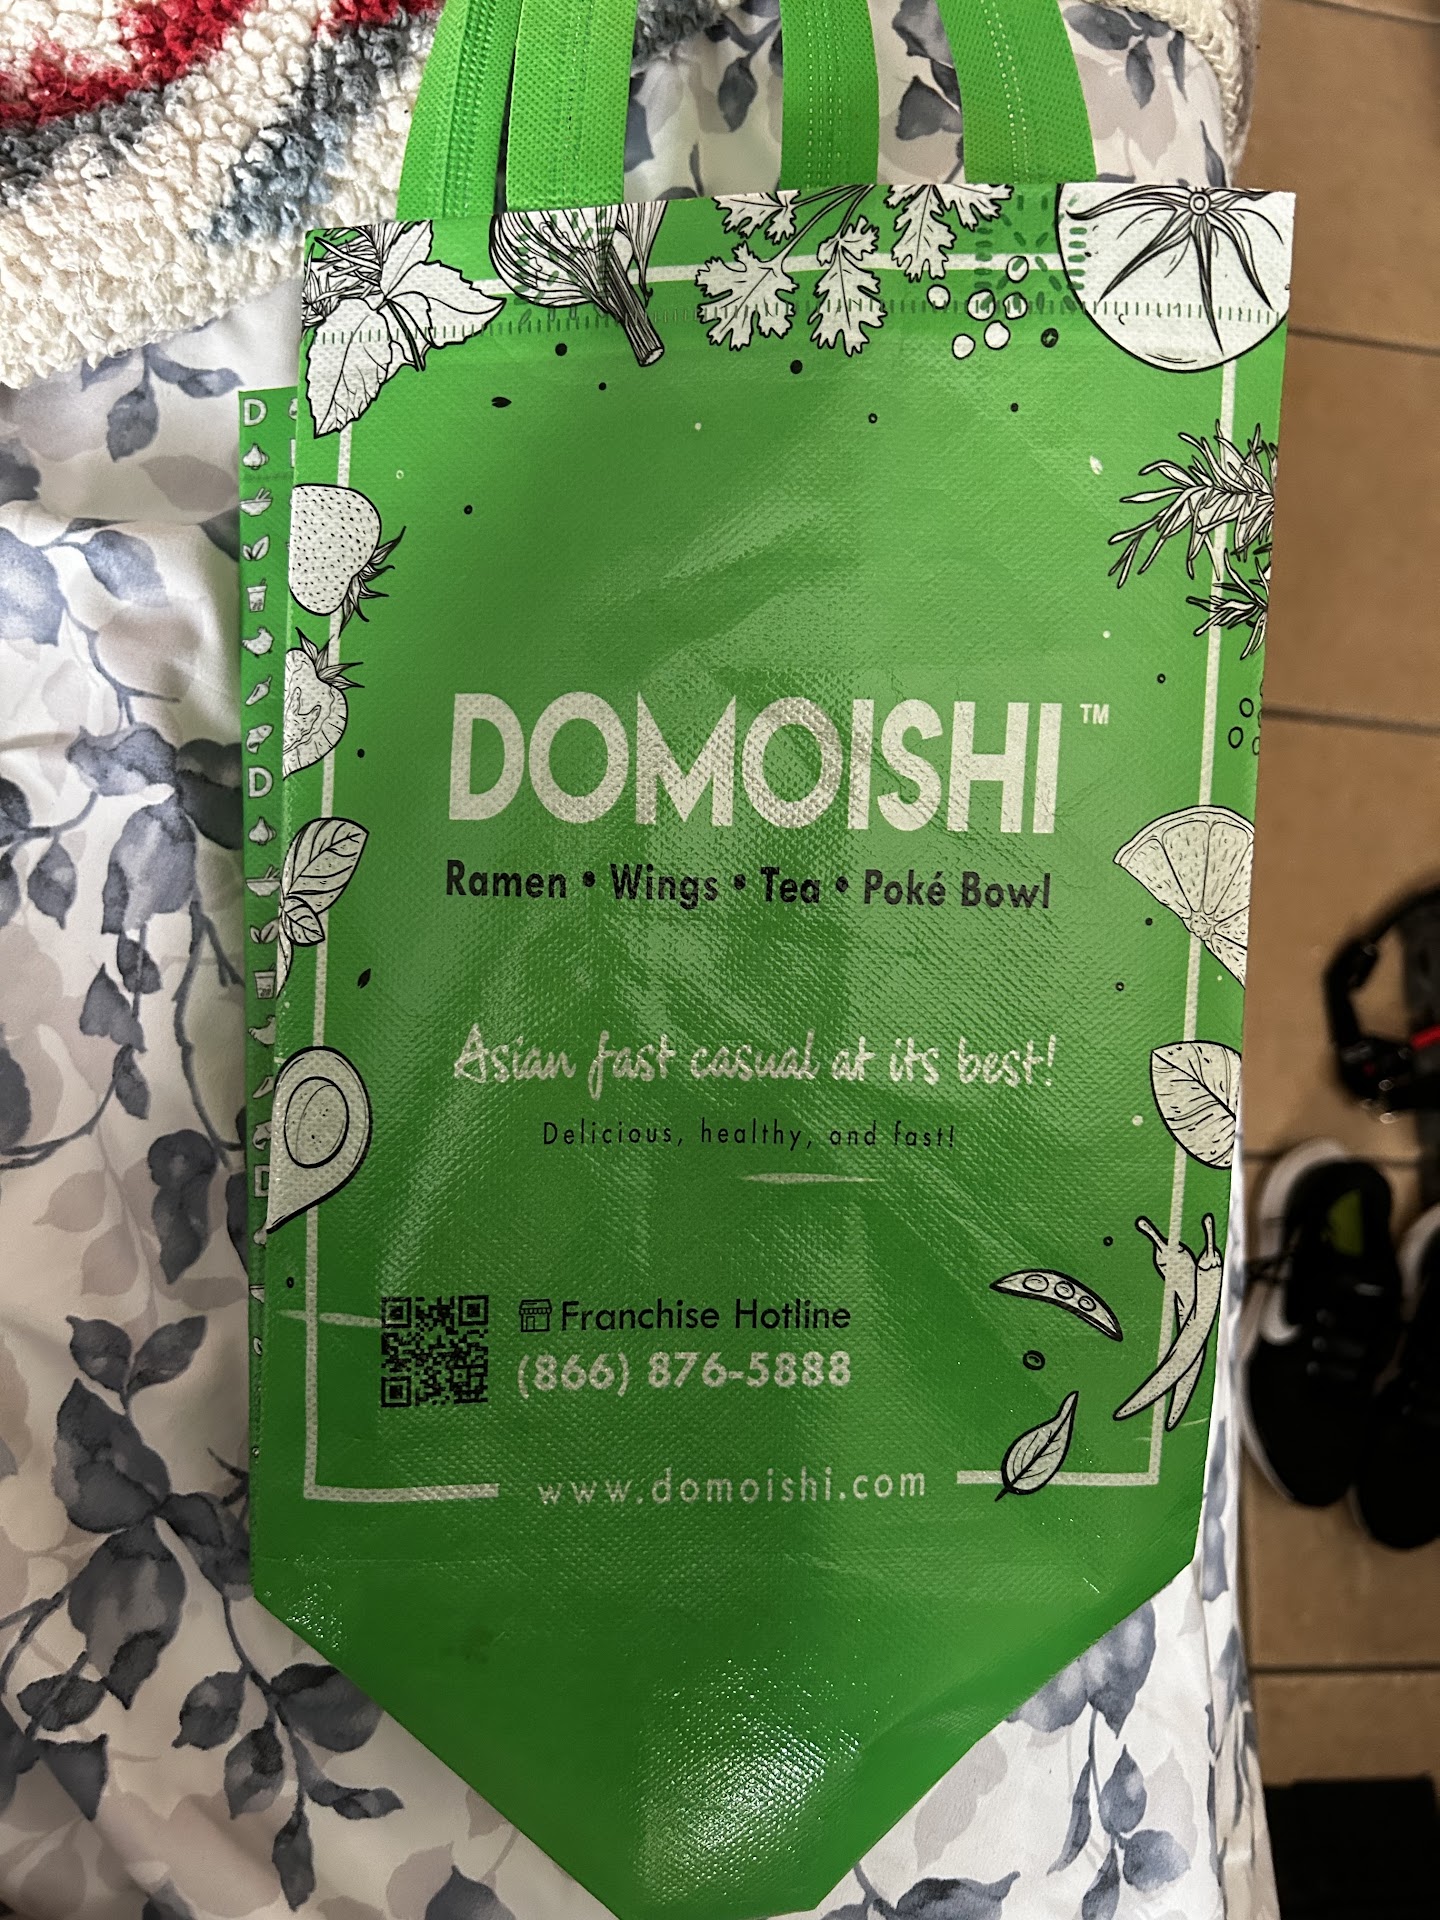 DOMOISHI™
Ramen • Wings • Tea • Poké Bowl
Asian fast casual at its best!
Delicious, healthy, and fast!
Franchise Hotline
(866) 876-5888
www.domoishi.com
D
D
D